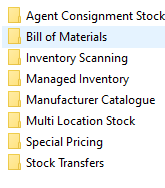 Agent Consignment Stock
Bill of Materials
Inventory Scanning
Managed Inventory
Manufacturer Catalogue
Multi Location Stock
Special Pricing
Stock Transfers